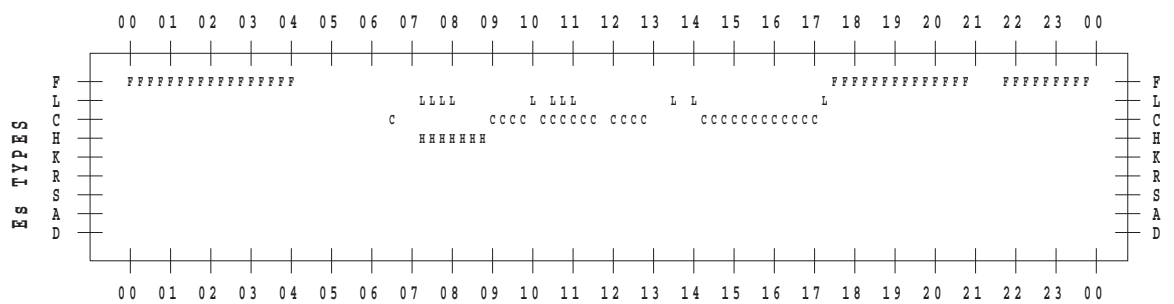 00 01 02 03 04 05 06 07 08 09 10 11 12 13 14 15 16 17 18 19 20 21 22 23 00
F FFFFFFFFFFFFFFFFF FFFFFFFFFFFFFF FFFFFFFFF F
L LLLL L LLL L L L L
C C CCCC CCCCCC CCCC CCCCCCCCCCCC C
H HHHHHHH H
K K
R R
S S
A A
D D
Es TYPES
00 01 02 03 04 05 06 07 08 09 10 11 12 13 14 15 16 17 18 19 20 21 22 23 00